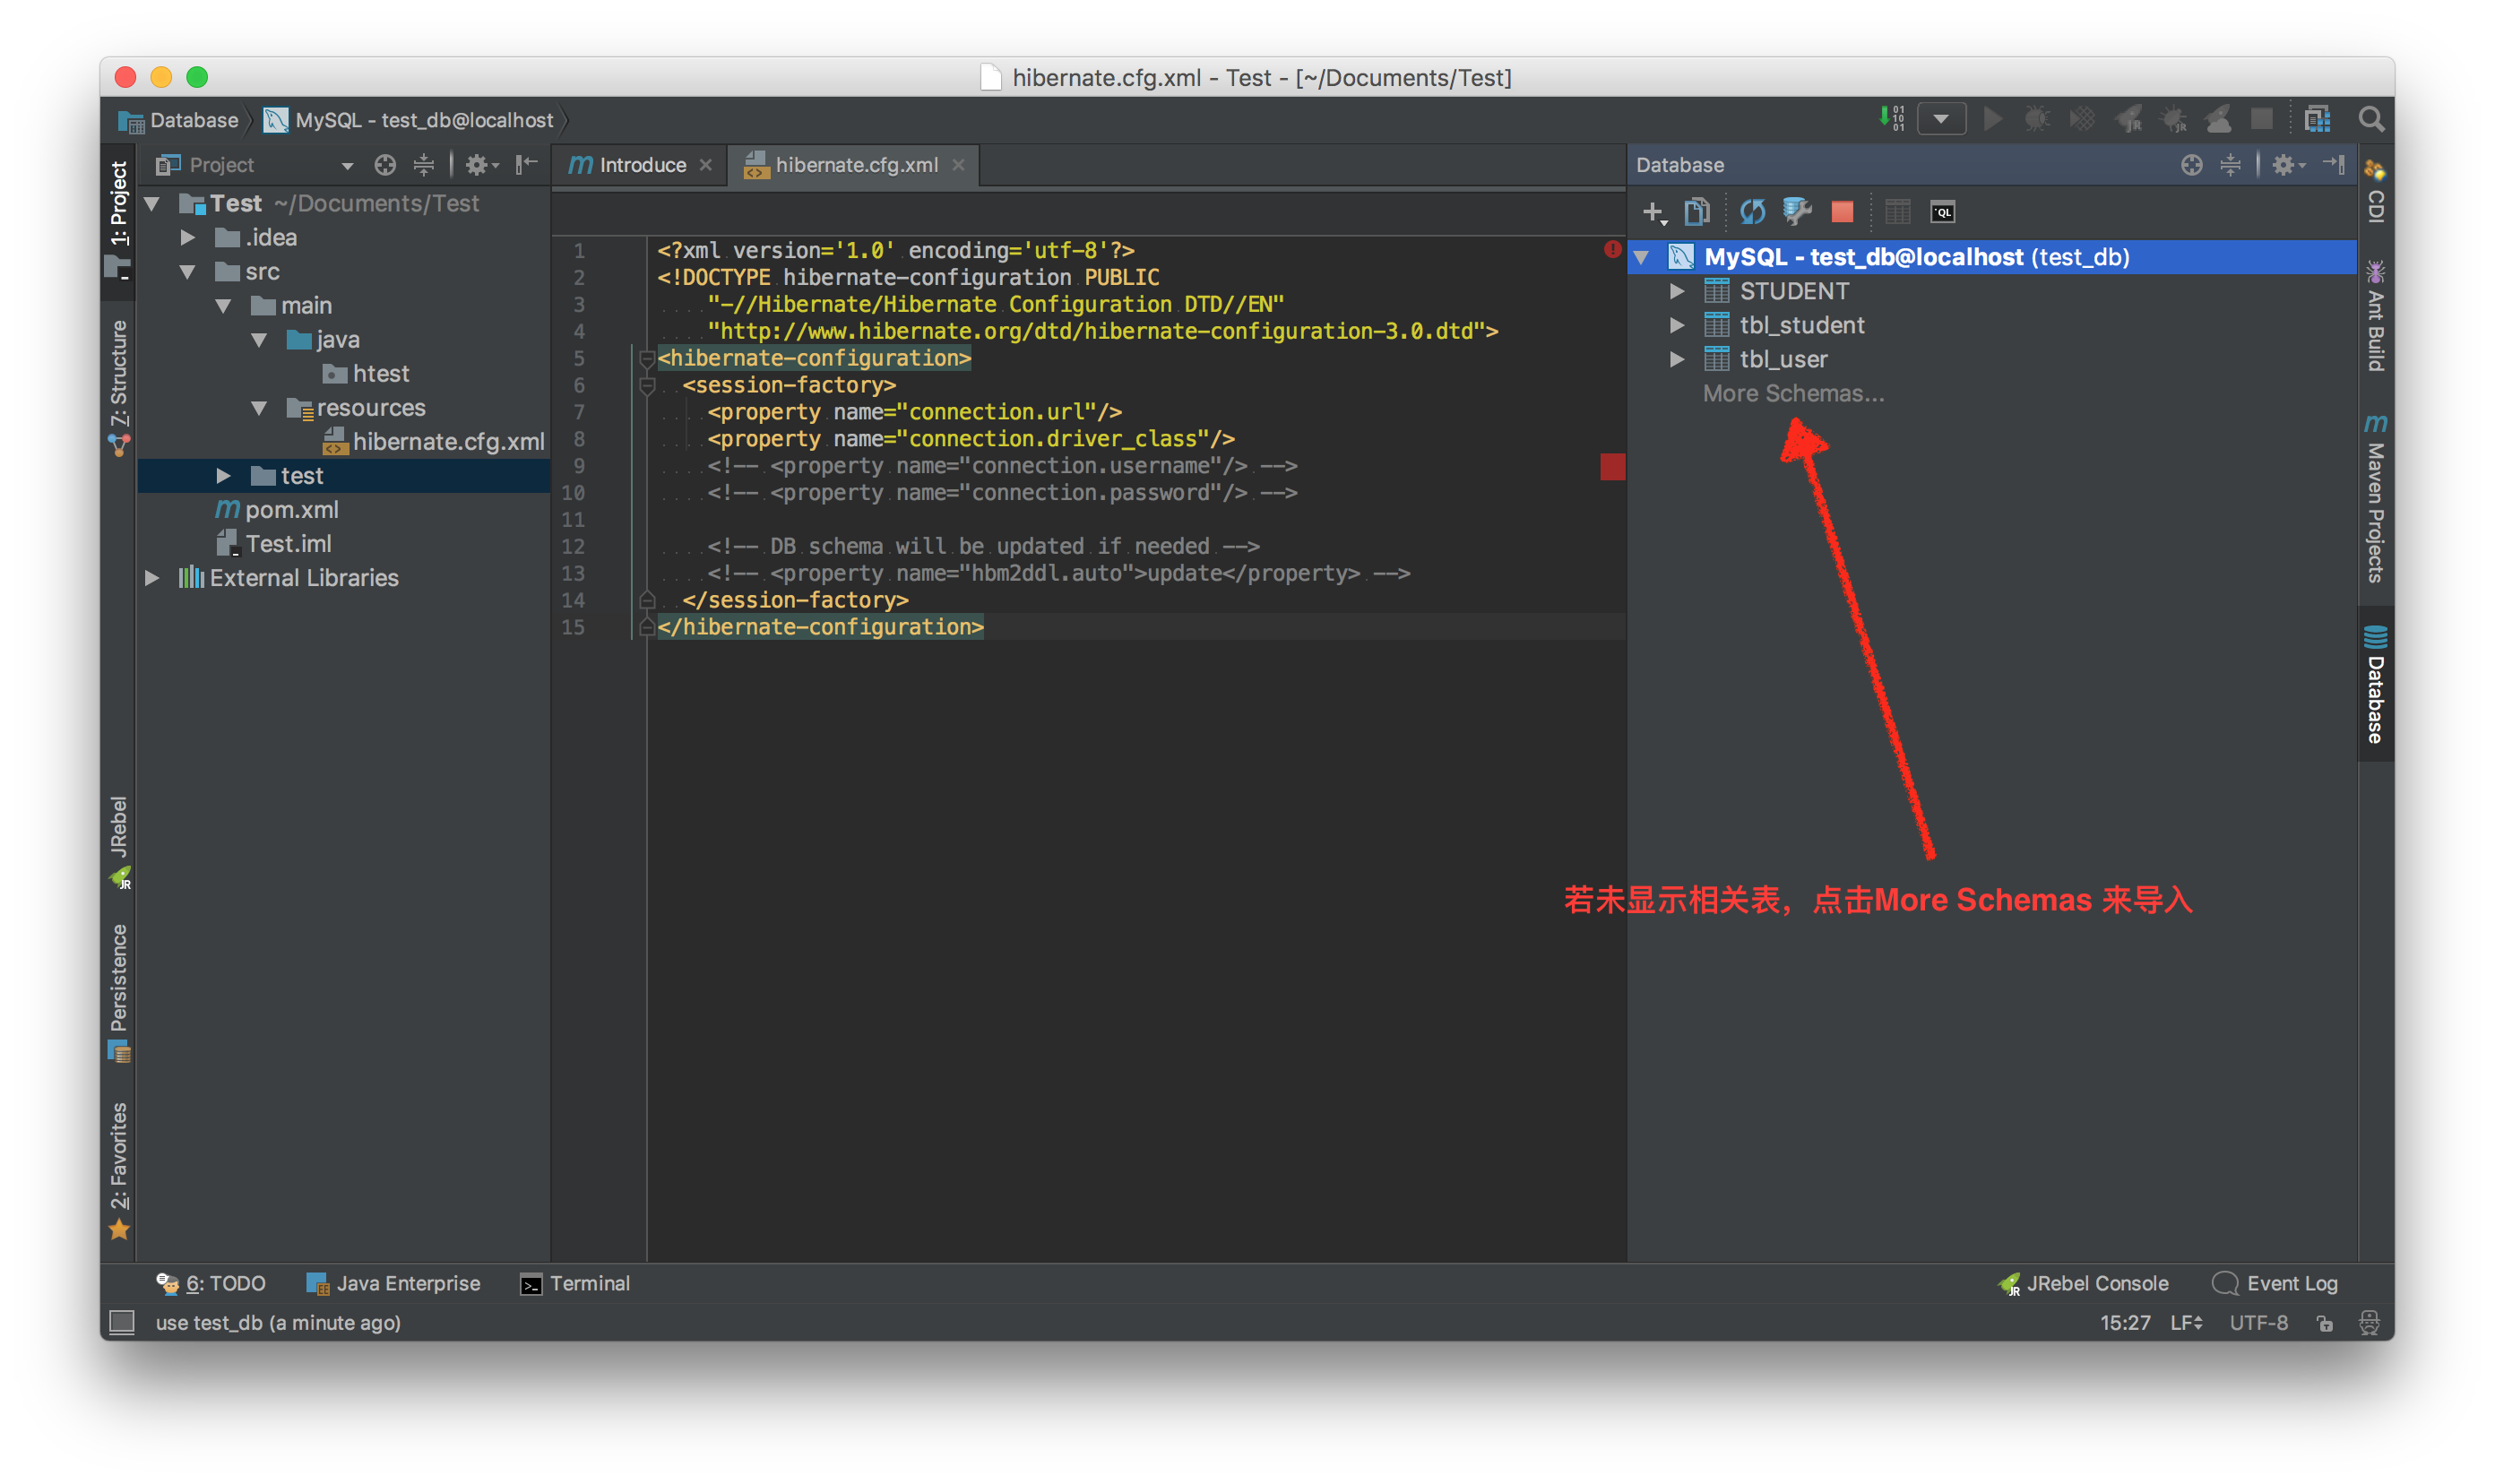 hibernate.cfg.xml - Test - [~/Documents/Test]
Database
MySQL - test_db@localhost
1: Project
Z: Structure
JRebel
Persistence
2: Favorites
Project
Test ~/Documents/Test
.idea
src
main
java
htest
resources
hibernate.cfg.xml
test
pom.xml
Test.iml
External Libraries
Introduce
hibernate.cfg.xml
1 <?xml version='1.0' encoding='utf-8'?>
2 <!DOCTYPE hibernate-configuration PUBLIC
3 "-//Hibernate/Hibernate Configuration DTD//EN"
4 "http://www.hibernate.org/dtd/hibernate-configuration-3.0.dtd">
5 <hibernate-configuration>
6 <session-factory>
7 <property name="connection.url"/>
8 <property name="connection.driver_class"/>
9 <!-- <property name="connection.username"/> -->
10 <!-- <property name="connection.password"/> -->
11
12 <!-- DB schema will be updated if needed -->
13 <!-- <property name="hbm2ddl.auto">update</property> -->
14 </session-factory>
15 </hibernate-configuration>
Database
MySQL - test_db@localhost (test_db)
STUDENT
tbl_student
tbl_user
More Schemas...
若未显示相关表，点击More Schemas 来导入
CDI
Ant Build
Maven Projects
Database
6: TODO
Java Enterprise
Terminal
JRebel Console
Event Log
use test_db (a minute ago)
15:27
LF
UTF-8